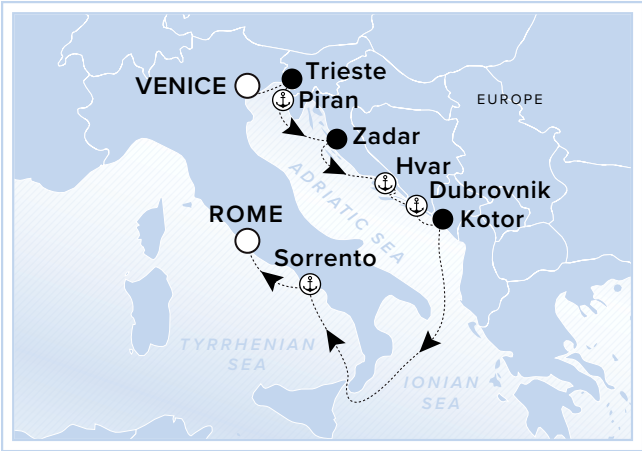 Trieste
VENICE
Piran
EUROPE
Zadar
Hvar
ADRIATIC SEA
Dubrovnik
ROME
Kotor
Sorrento
TYRRHENIAN
SEA
IONIAN
SEA